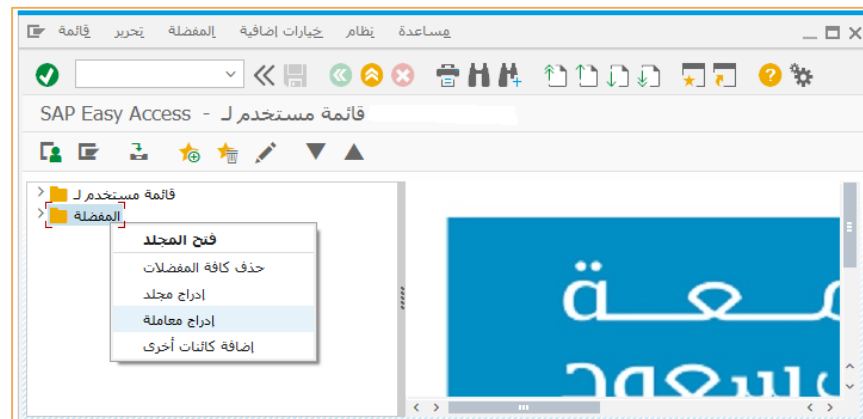 قائمة تحرير المفضلة خيارات إضافية نظام مساعدة
SAP Easy Access - قائمة مستخدم لـ
قائمة مستخدم لـ
المفضلة
فتح المجلد
حذف كافة المفضلات
إدراج مجلد
إدراج معاملة
إضافة كائنات أخرى